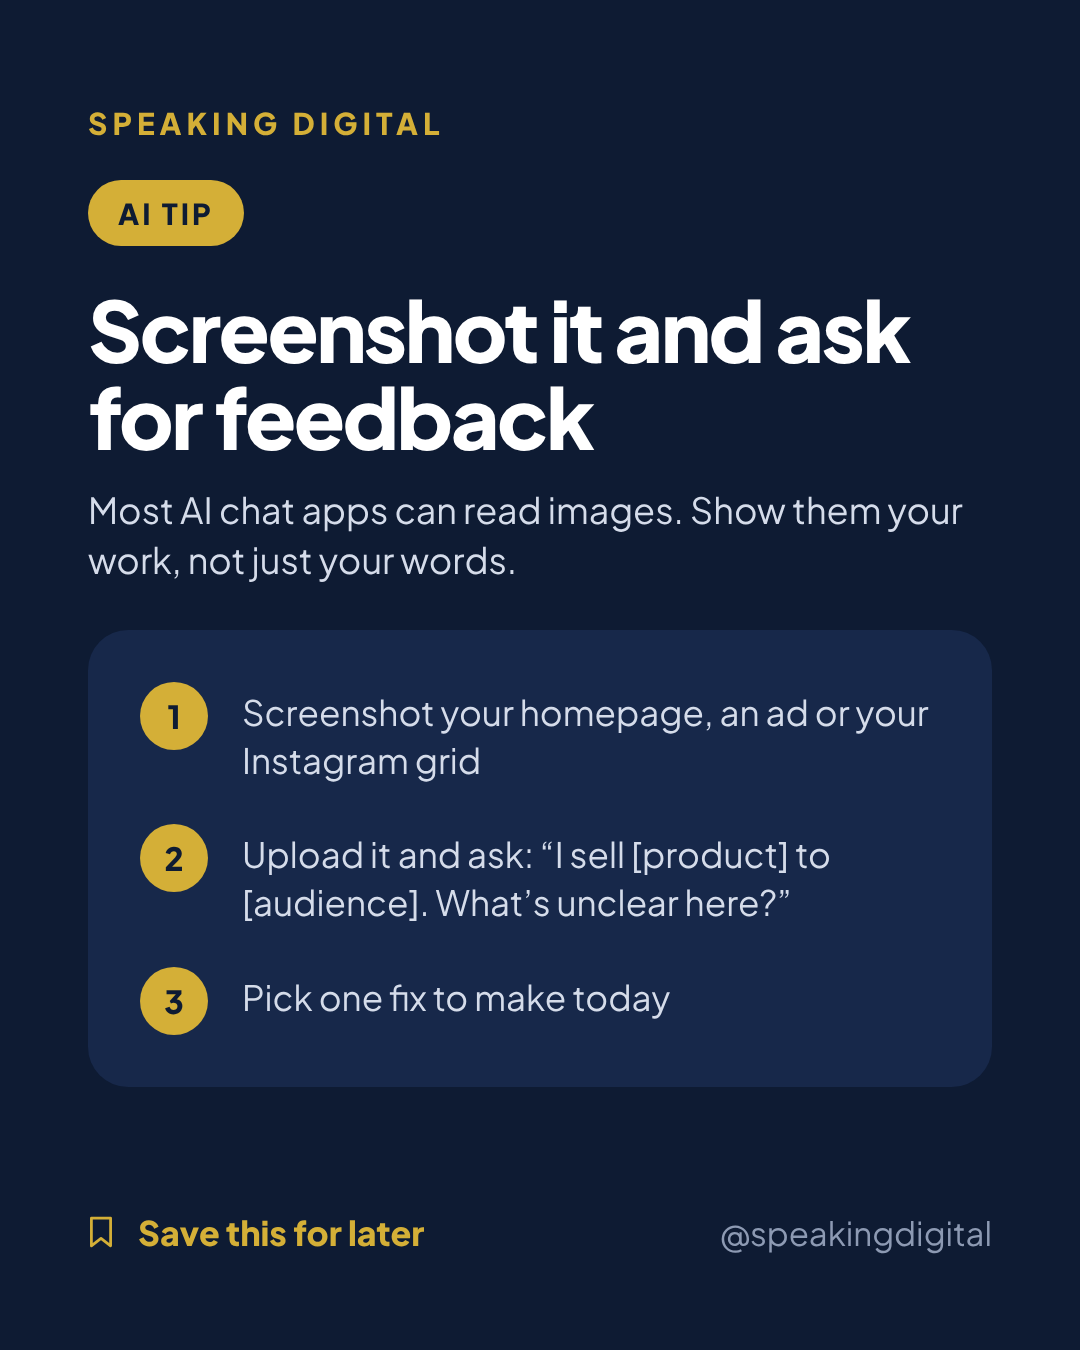 SPEAKING DIGITAL
AI TIP
Screenshot it and ask
for feedback
Most AI chat apps can read images. Show them your
work, not just your words.
1
Screenshot your homepage, an ad or your
Instagram grid
2
Upload it and ask: “I sell [product] to
[audience]. What’s unclear here?”
3
Pick one fix to make today
Save this for later
@speakingdigital